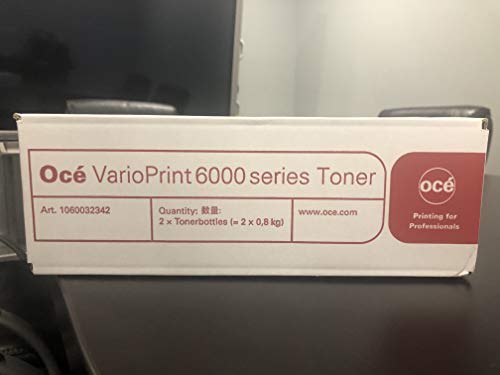 Océ VarioPrint 6000 series Toner
Art. 1060032342
Quantity: 数量:
2 × Tonerbottles (= 2 x 0,8 kg)
www.oce.com
océ
Printing for
Professionals